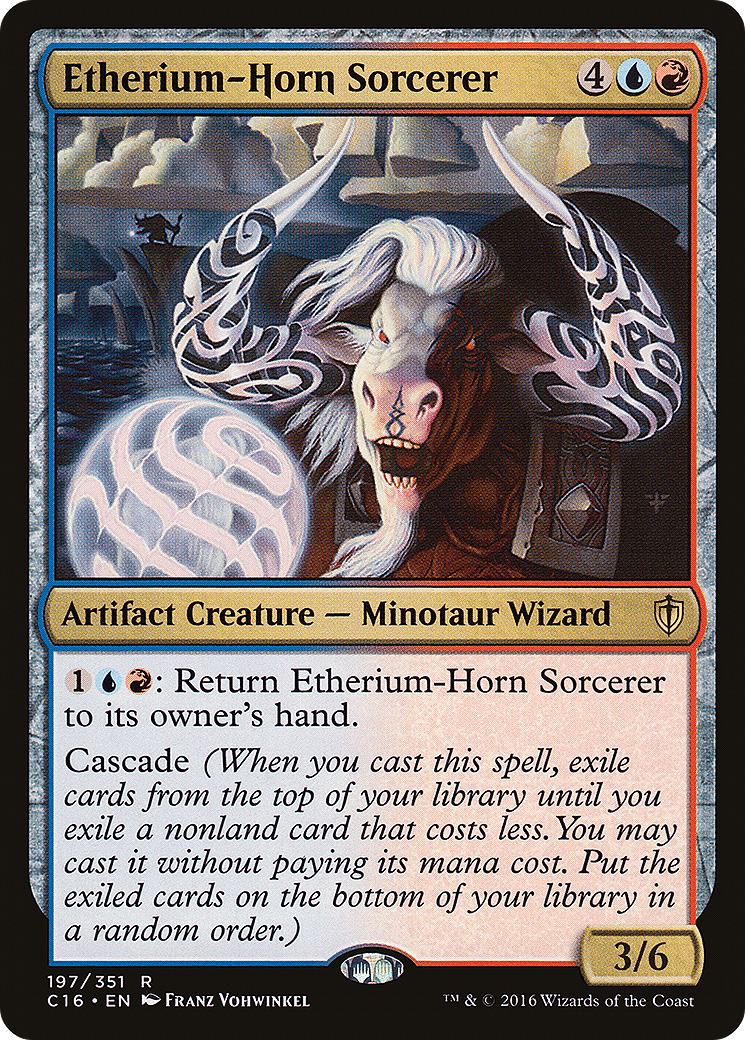 Etherium-Horn Sorcerer 4
Artifact Creature — Minotaur Wizard
1 : Return Etherium-Horn Sorcerer
to its owner's hand.
Cascade (When you cast this spell, exile
cards from the top of your library until you
exile a nonland card that costs less. You may
cast it without paying its mana cost. Put the
exiled cards on the bottom of your library in
a random order.)
3/6
197/351 R
C16 • EN Franz Vohwinkel
™ & © 2016 Wizards of the Coast